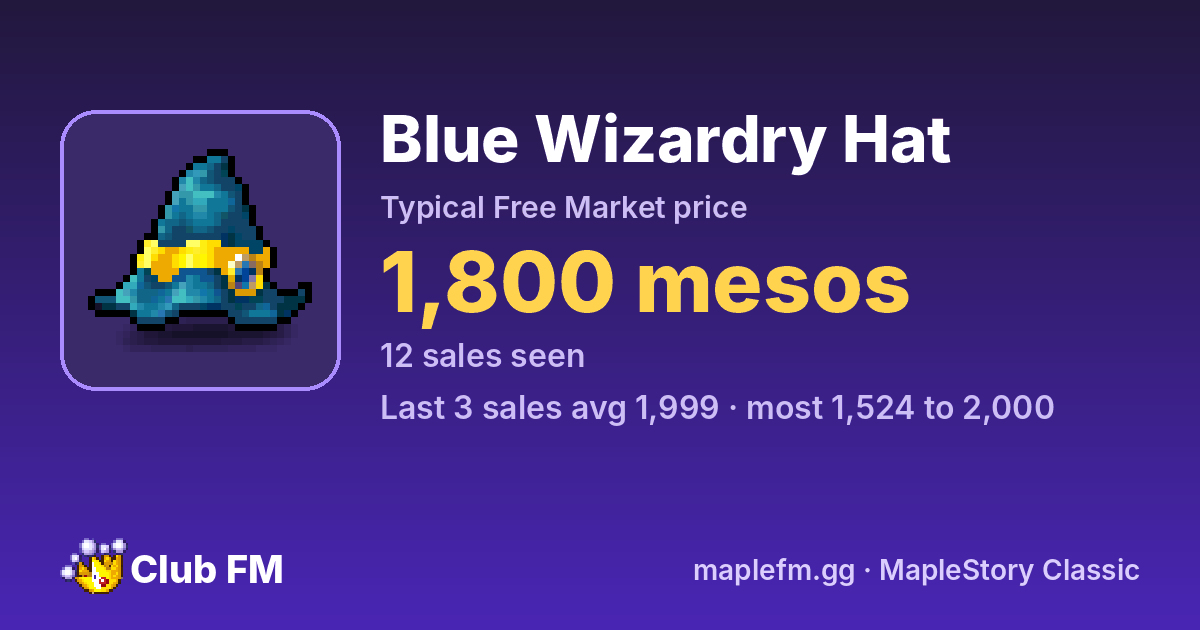 Blue Wizardry Hat
Typical Free Market price
1,800 mesos
12 sales seen
Last 3 sales avg 1,999 · most 1,524 to 2,000
Club FM
maplefm.gg · MapleStory Classic